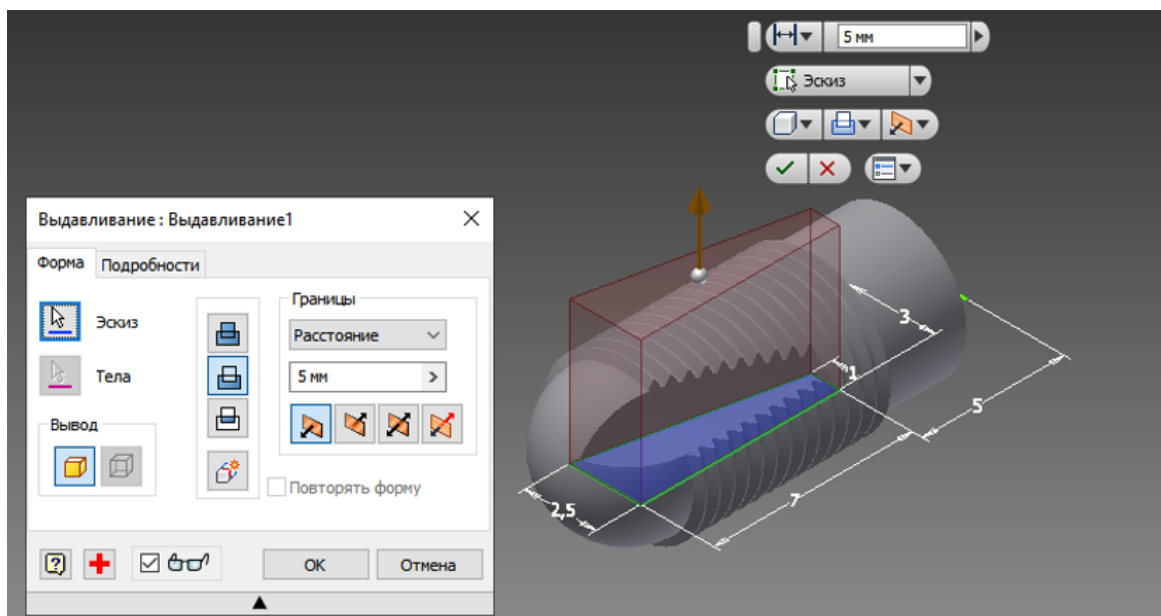 5 мм
Эскиз
Выдавливание : Выдавливание1
Форма
Подробности
Эскиз
Тела
Вывод
Границы
Расстояние
5 мм
Повторять форму
OK
Отмена
3
1
5
7
2,5